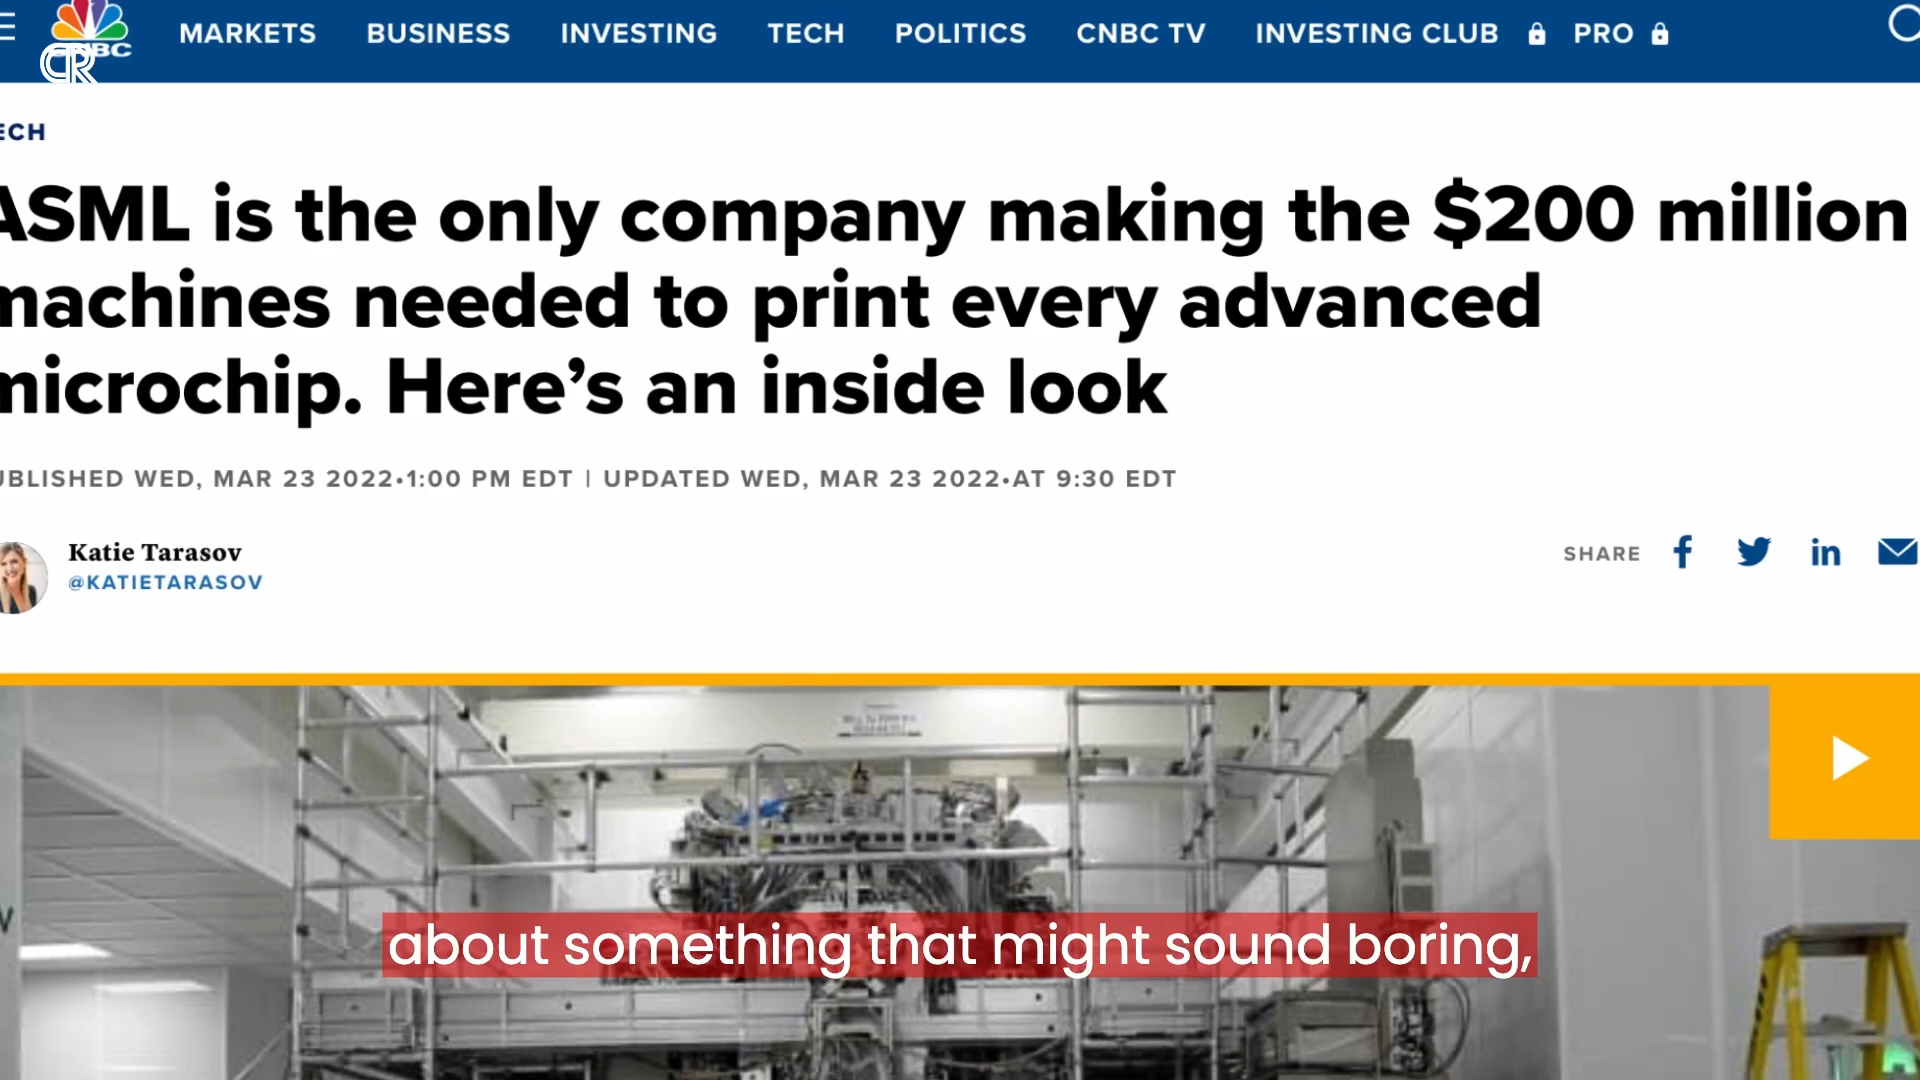 MARKETS BUSINESS INVESTING TECH POLITICS CNBC TV INVESTING CLUB PRO
CR
ECH
ASML is the only company making the $200 million
machines needed to print every advanced
microchip. Here’s an inside look
UBLISHED WED, MAR 23 2022•1:00 PM EDT | UPDATED WED, MAR 23 2022•AT 9:30 EDT
Katie Tarasov
@KATIETARASOV
SHARE
about something that might sound boring,